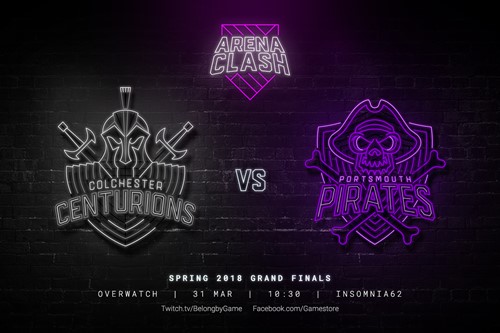 ARENA
CLASH
COLCHESTER
CENTURIONS
VS
PORTSMOUTH
PIRATES
SPRING 2018 GRAND FINALS
OVERWATCH | 31 MAR | 10:30 | INSOMNIA62
Twitch.tv/BelongbyGame Facebook.com/Gamestore